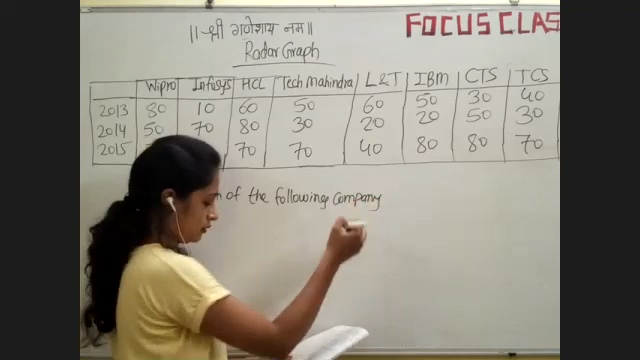 ॥ श्री गणेशाय नमः ॥
FOCUS CLAS
Radar Graph
Wipro Infosys HCL Tech Mahindra L&T IBm CTS TCS
2013 80 10 60 50 60 50 30 40
2014 50 70 80 30 20 20 50 30
2015 70 70 40 80 80 70
of the following company